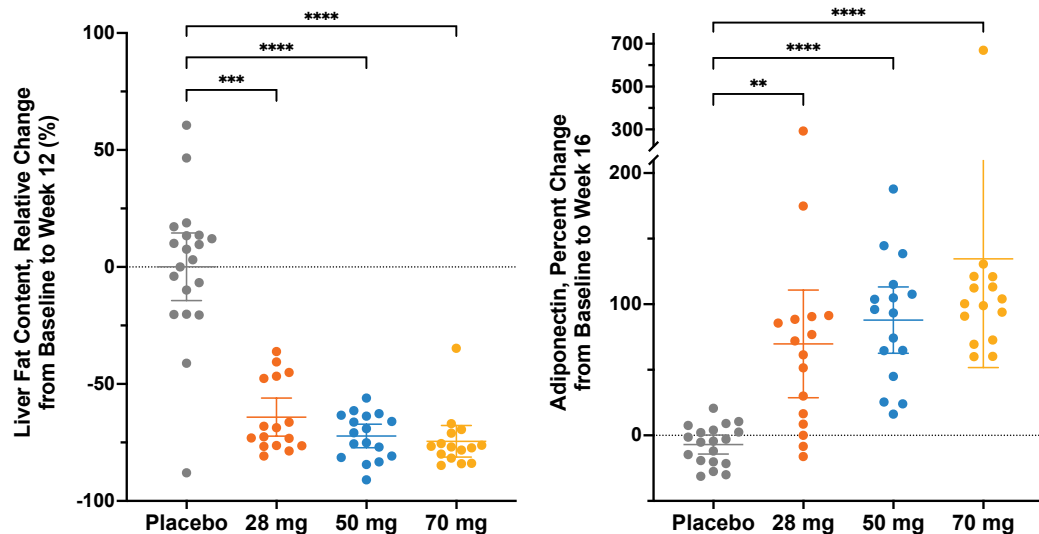 Liver Fat Content, Relative Change
from Baseline to Week 12 (%)
100
50
0
-50
-100
****
****
***
Placebo 28 mg 50 mg 70 mg
Adiponectin, Percent Change
from Baseline to Week 16
700
500
300
200
100
0
****
****
**
Placebo 28 mg 50 mg 70 mg